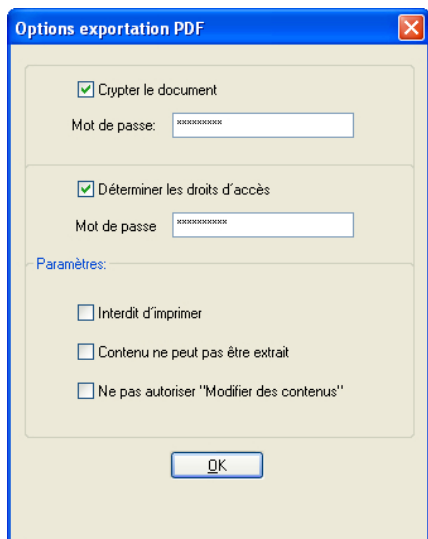 Options exportation PDF
Crypter le document
Mot de passe: *********
Déterminer les droits d´accès
Mot de passe **********
Paramètres:
Interdit d´imprimer
Contenu ne peut pas être extrait
Ne pas autoriser "Modifier des contenus"
OK